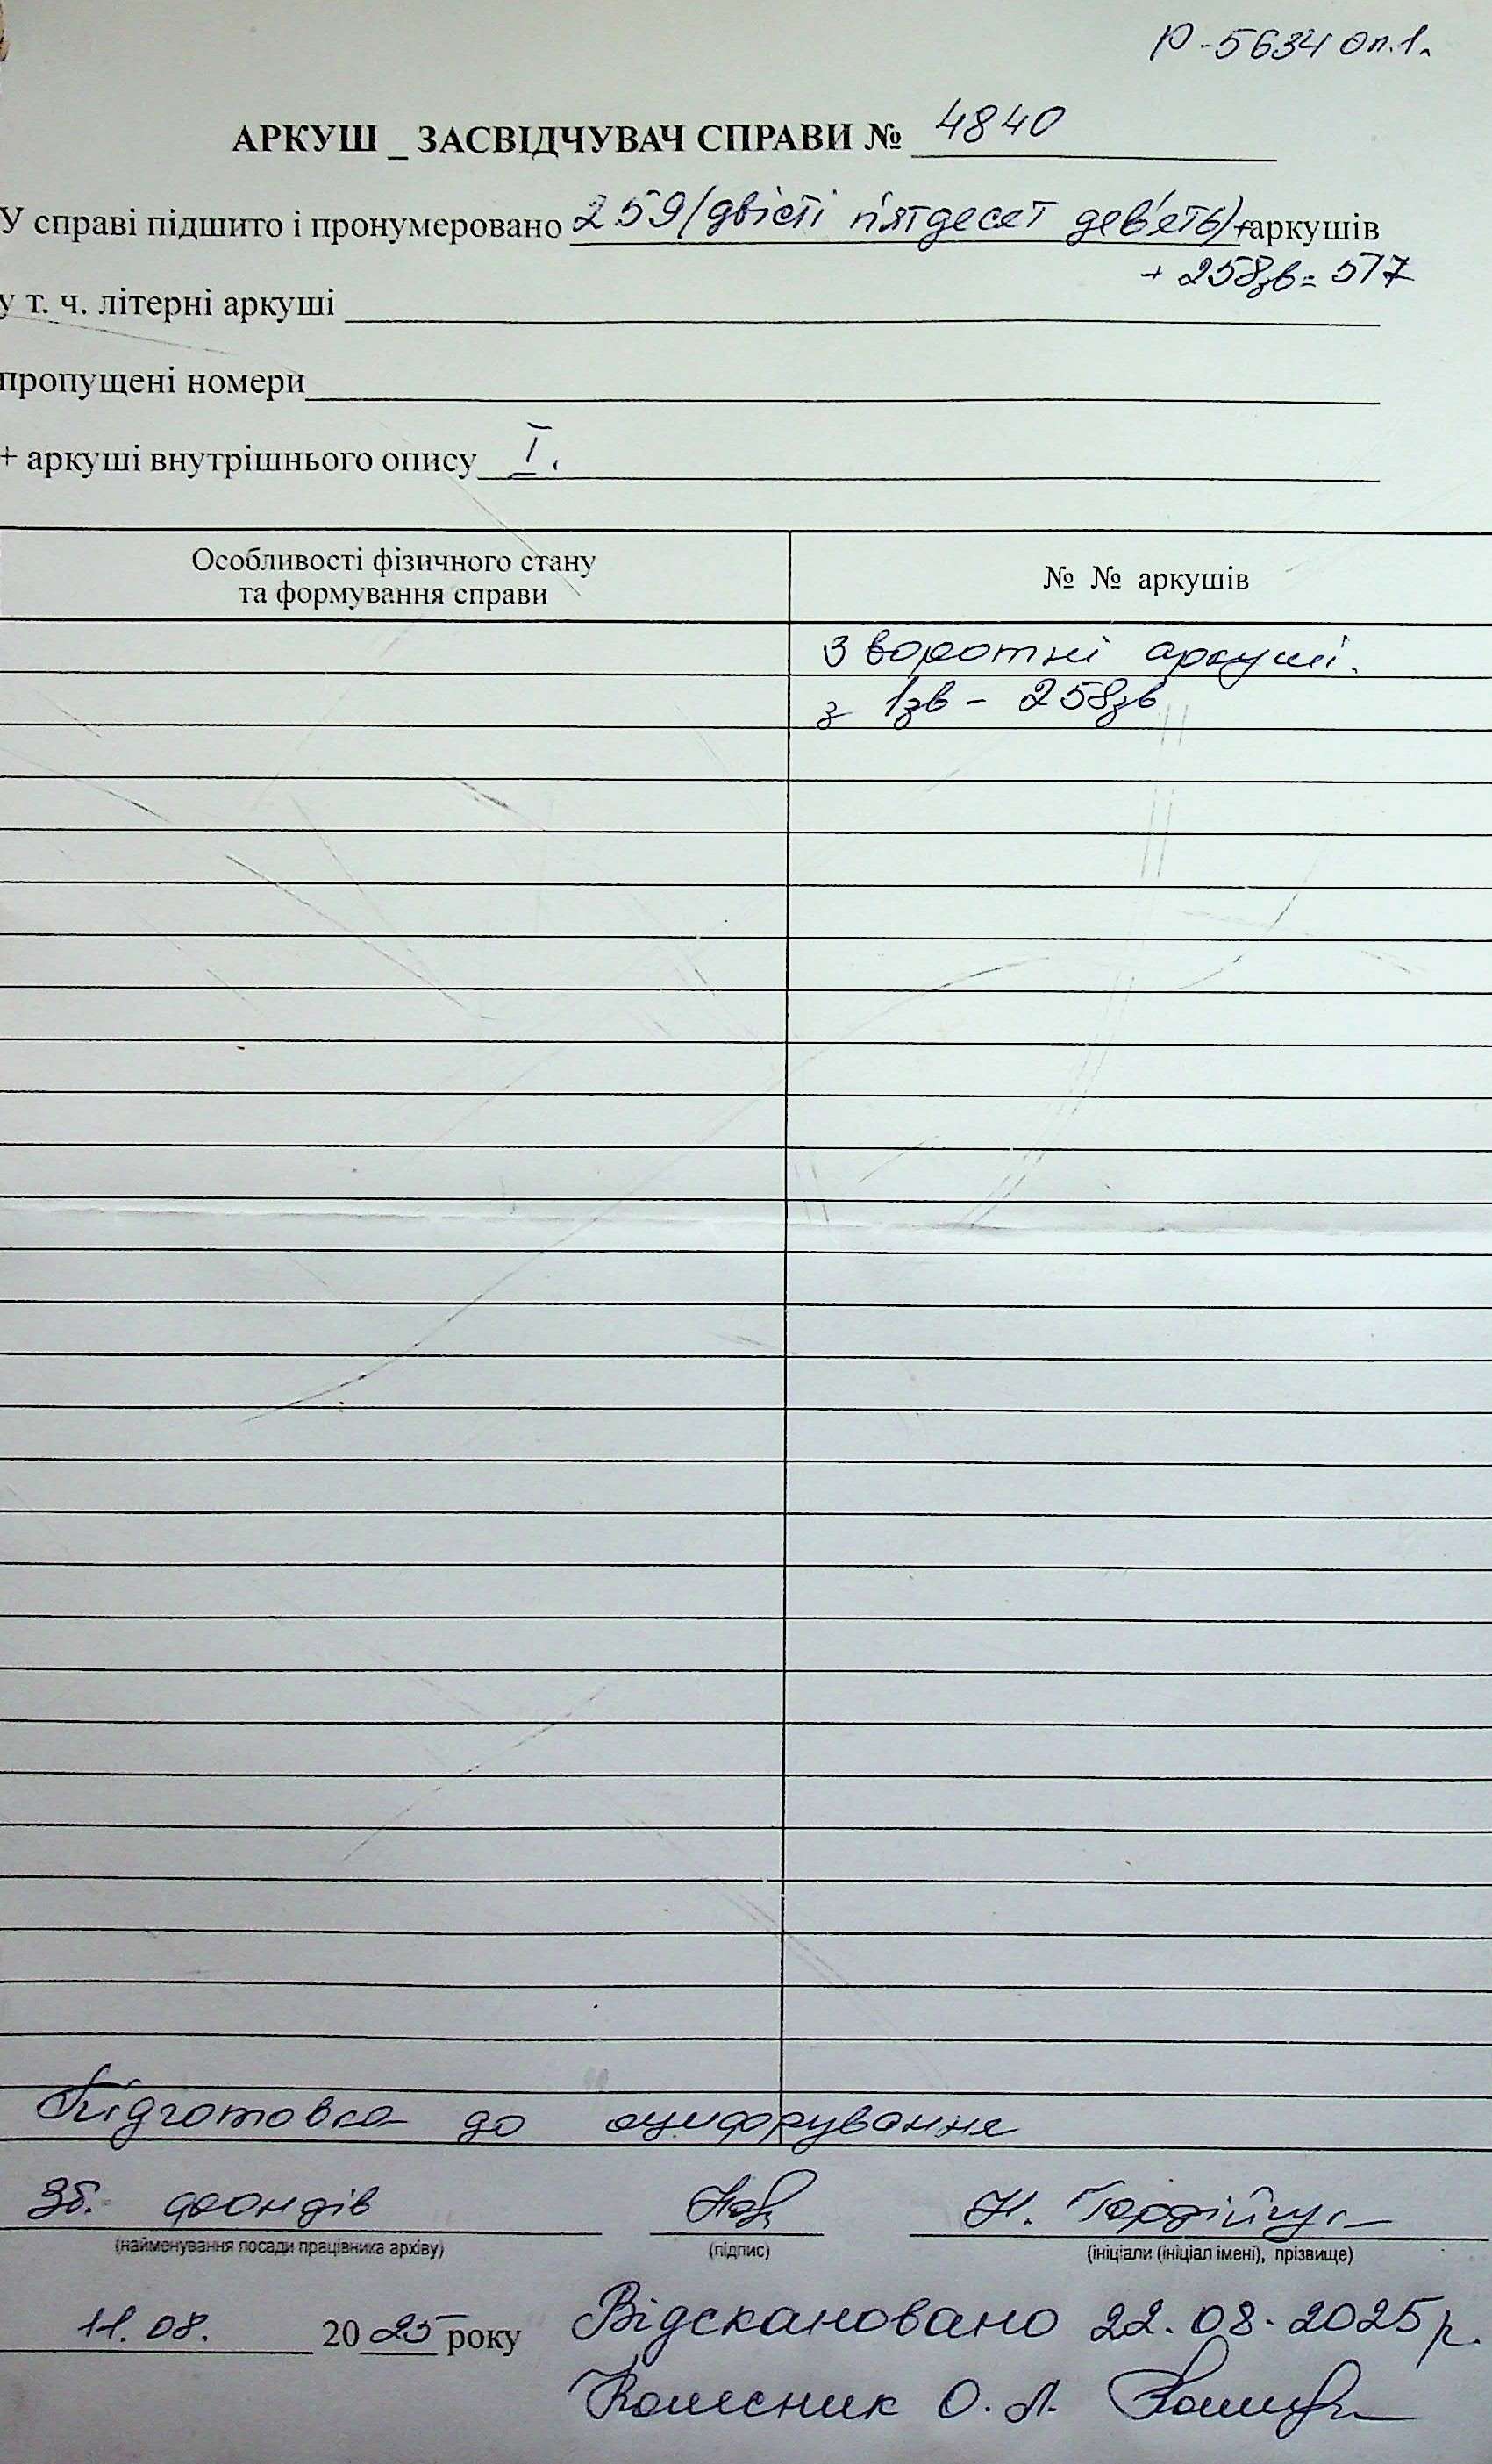 Р-5634 оп.1.
АРКУШ _ ЗАСВІДЧУВАЧ СПРАВИ № 4840
У справі підшито і пронумеровано 259 (двісті п'ятдесят дев'ять) + аркушів
+ 258зв = 517
у т. ч. літерні аркуші
пропущені номери
+ аркуші внутрішнього опису I.
Особливості фізичного стану та формування справи
№ № аркушів
Зворотні аркуші.
з 1зв - 258зв
Підготовка до оцифрування
Зб. фондів Н. Гордійчук
(найменування посади працівника архіву) (підпис) (ініціали (ініціал імені), прізвище)
11.08. 2025 року Відскановано 22.08.2025 р.
Колесник О. Л.